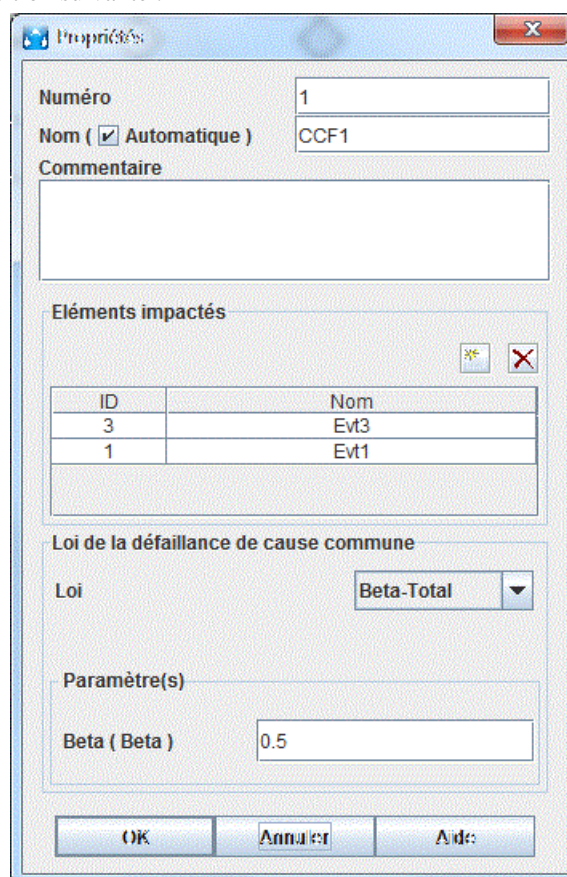 Propriétés
Numéro 1
Nom ( Automatique ) CCF1
Commentaire
Eléments impactés
ID Nom
3 Evt3
1 Evt1
Loi de la défaillance de cause commune
Loi Beta-Total
Paramètre(s)
Beta ( Beta ) 0.5
OK Annuler Aide